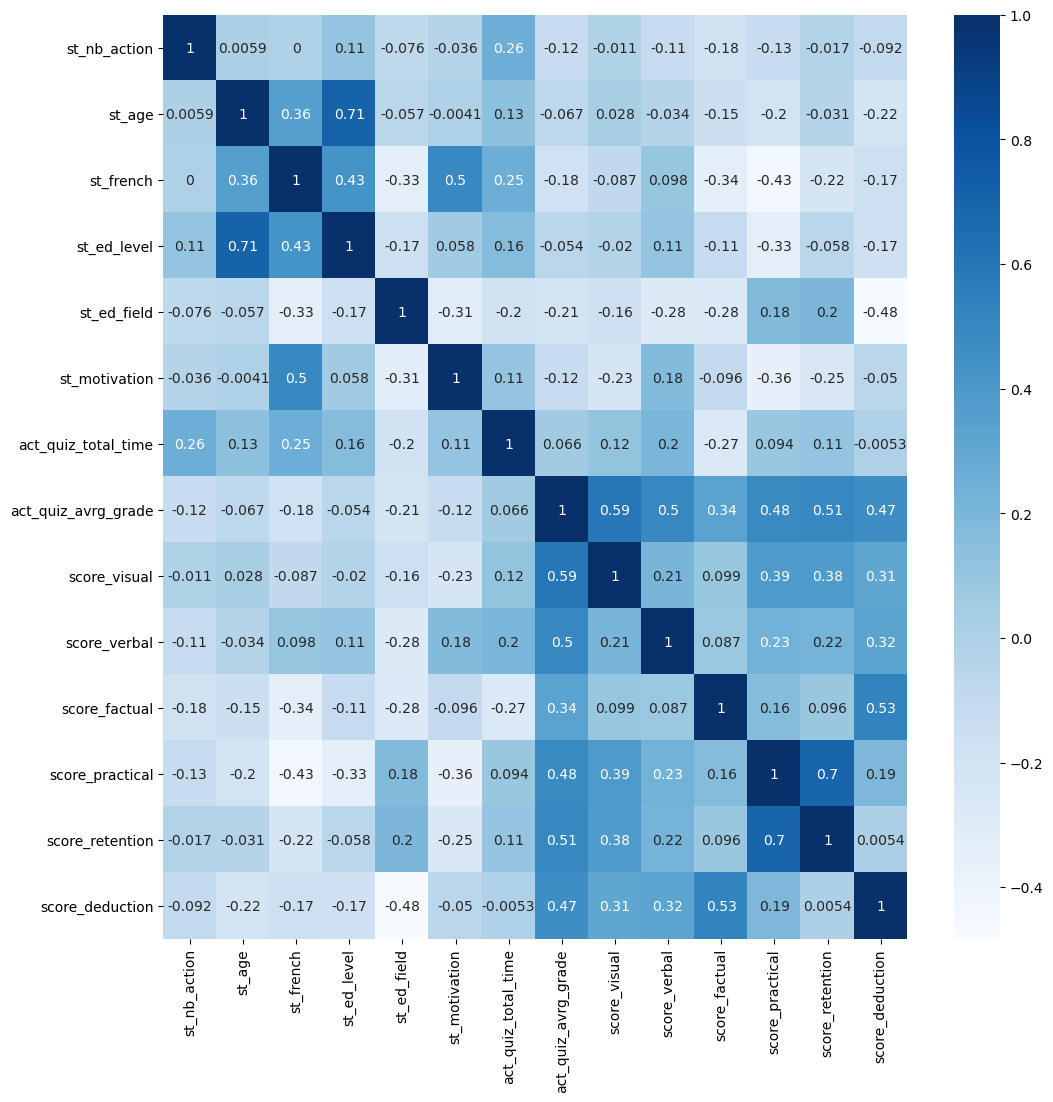 st_nb_action 1 0.0059 0 0.11 -0.076 -0.036 0.26 -0.12 -0.011 -0.11 -0.18 -0.13 -0.017 -0.092
st_age 0.0059 1 0.36 0.71 -0.057 -0.0041 0.13 -0.067 0.028 -0.034 -0.15 -0.2 -0.031 -0.22
st_french 0 0.36 1 0.43 -0.33 0.5 0.25 -0.18 -0.087 0.098 -0.34 -0.43 -0.22 -0.17
st_ed_level 0.11 0.71 0.43 1 -0.17 0.058 0.16 -0.054 -0.02 0.11 -0.11 -0.33 -0.058 -0.17
st_ed_field -0.076 -0.057 -0.33 -0.17 1 -0.31 -0.2 -0.21 -0.16 -0.28 -0.28 0.18 0.2 -0.48
st_motivation -0.036 -0.0041 0.5 0.058 -0.31 1 0.11 -0.12 -0.23 0.18 -0.096 -0.36 -0.25 -0.05
act_quiz_total_time 0.26 0.13 0.25 0.16 -0.2 0.11 1 0.066 0.12 0.2 -0.27 0.094 0.11 -0.0053
act_quiz_avrg_grade -0.12 -0.067 -0.18 -0.054 -0.21 -0.12 0.066 1 0.59 0.5 0.34 0.48 0.51 0.47
score_visual -0.011 0.028 -0.087 -0.02 -0.16 -0.23 0.12 0.59 1 0.21 0.099 0.39 0.38 0.31
score_verbal -0.11 -0.034 0.098 0.11 -0.28 0.18 0.2 0.5 0.21 1 0.087 0.23 0.22 0.32
score_factual -0.18 -0.15 -0.34 -0.11 -0.28 -0.096 -0.27 0.34 0.099 0.087 1 0.16 0.096 0.53
score_practical -0.13 -0.2 -0.43 -0.33 0.18 -0.36 0.094 0.48 0.39 0.23 0.16 1 0.7 0.19
score_retention -0.017 -0.031 -0.22 -0.058 0.2 -0.25 0.11 0.51 0.38 0.22 0.096 0.7 1 0.0054
score_deduction -0.092 -0.22 -0.17 -0.17 -0.48 -0.05 -0.0053 0.47 0.31 0.32 0.53 0.19 0.0054 1
st_nb_action
st_age
st_french
st_ed_level
st_ed_field
st_motivation
act_quiz_total_time
act_quiz_avrg_grade
score_visual
score_verbal
score_factual
score_practical
score_retention
score_deduction
1.0
0.8
0.6
0.4
0.2
0.0
−0.2
−0.4